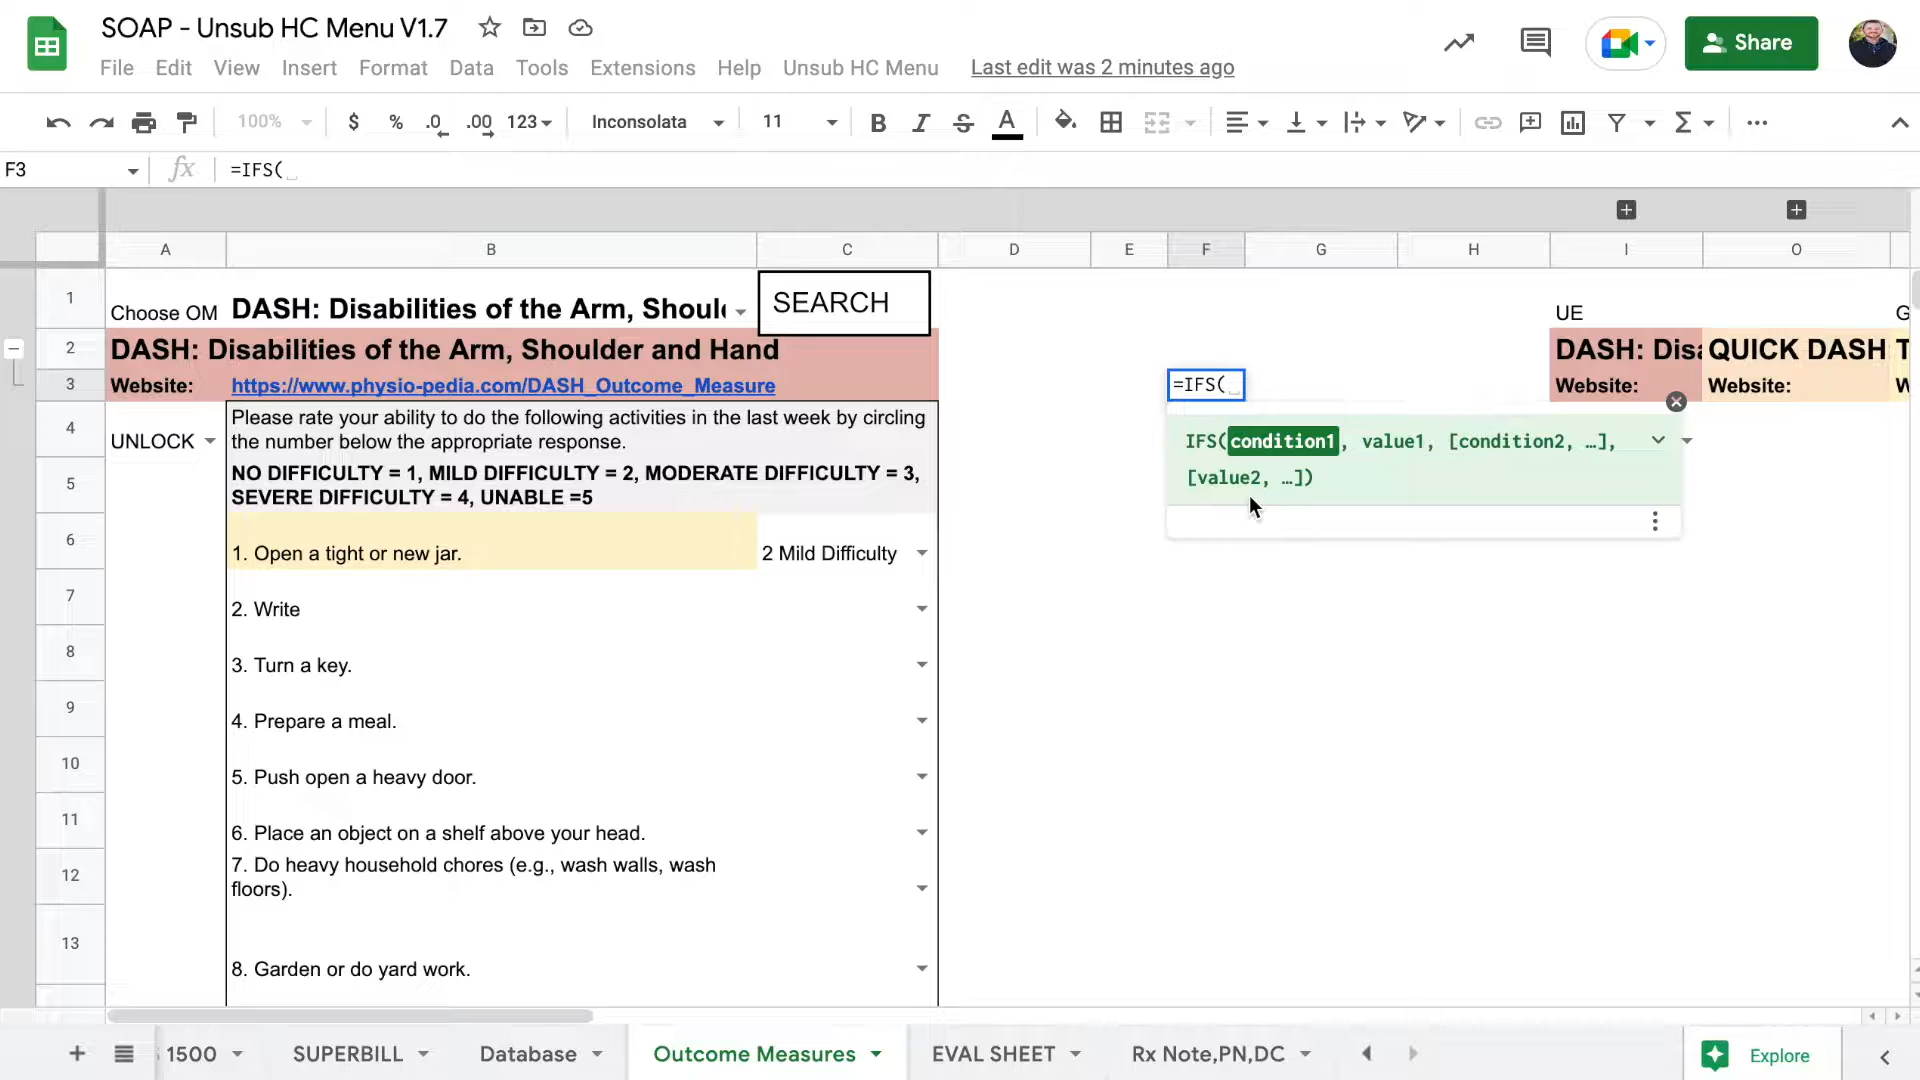 SOAP - Unsub HC Menu V1.7
File Edit View Insert Format Data Tools Extensions Help Unsub HC Menu Last edit was 2 minutes ago
Share
100% $ % .0 .00 123 Inconsolata 11 B I S A
F3 fx =IFS(
A B C D E F G H I O
1 Choose OM DASH: Disabilities of the Arm, Should SEARCH UE G
2 DASH: Disabilities of the Arm, Shoulder and Hand DASH: Disa QUICK DASH T
3 Website: https://www.physio-pedia.com/DASH_Outcome_Measure =IFS( Website: Website: W
4 UNLOCK Please rate your ability to do the following activities in the last week by circling
the number below the appropriate response.
IFS(condition1, value1, [condition2, …],
[value2, …])
5 NO DIFFICULTY = 1, MILD DIFFICULTY = 2, MODERATE DIFFICULTY = 3,
SEVERE DIFFICULTY = 4, UNABLE =5
6 1. Open a tight or new jar. 2 Mild Difficulty
7 2. Write
8 3. Turn a key.
9 4. Prepare a meal.
10 5. Push open a heavy door.
11 6. Place an object on a shelf above your head.
12 7. Do heavy household chores (e.g., wash walls, wash
floors).
13 8. Garden or do yard work.
1500 SUPERBILL Database Outcome Measures EVAL SHEET Rx Note,PN,DC Explore